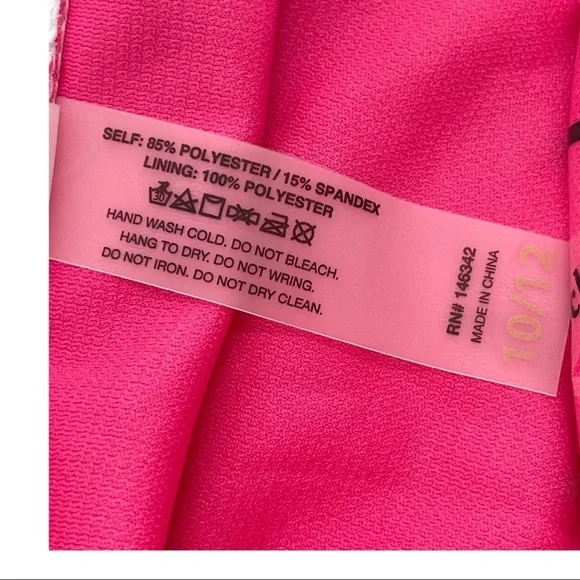 SELF: 85% POLYESTER / 15% SPANDEX
LINING: 100% POLYESTER
30
HAND WASH COLD. DO NOT BLEACH.
HANG TO DRY. DO NOT WRING.
DO NOT IRON. DO NOT DRY CLEAN.
RN# 146342
MADE IN CHINA
10/12